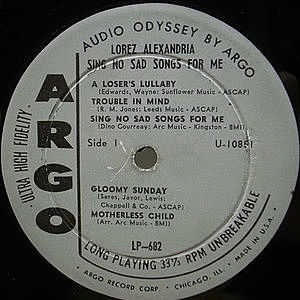 AUDIO ODYSSEY BY ARGO
LOREZ ALEXANDRIA
SING NO SAD SONGS FOR ME
A LOSER'S LULLABY
(Edwards, Wayne: Sunflower Music - ASCAP)
TROUBLE IN MIND
(R. M. Jones: Leeds Music - ASCAP)
SING NO SAD SONGS FOR ME
(Dino Courreay: Arc Music - Kingston - BMI)
Side 1
U-10851
ULTRA HIGH FIDELITY
ARGO
GLOOMY SUNDAY
(Seres, Javor, Lewis:
Chappell & Co. - ASCAP)
MOTHERLESS CHILD
(Arr. Arc Music - BMI)
LP-682
LONG PLAYING 33⅓ RPM UNBREAKABLE
MADE IN U.S.A.
ARGO RECORD CORP. - CHICAGO, ILL.